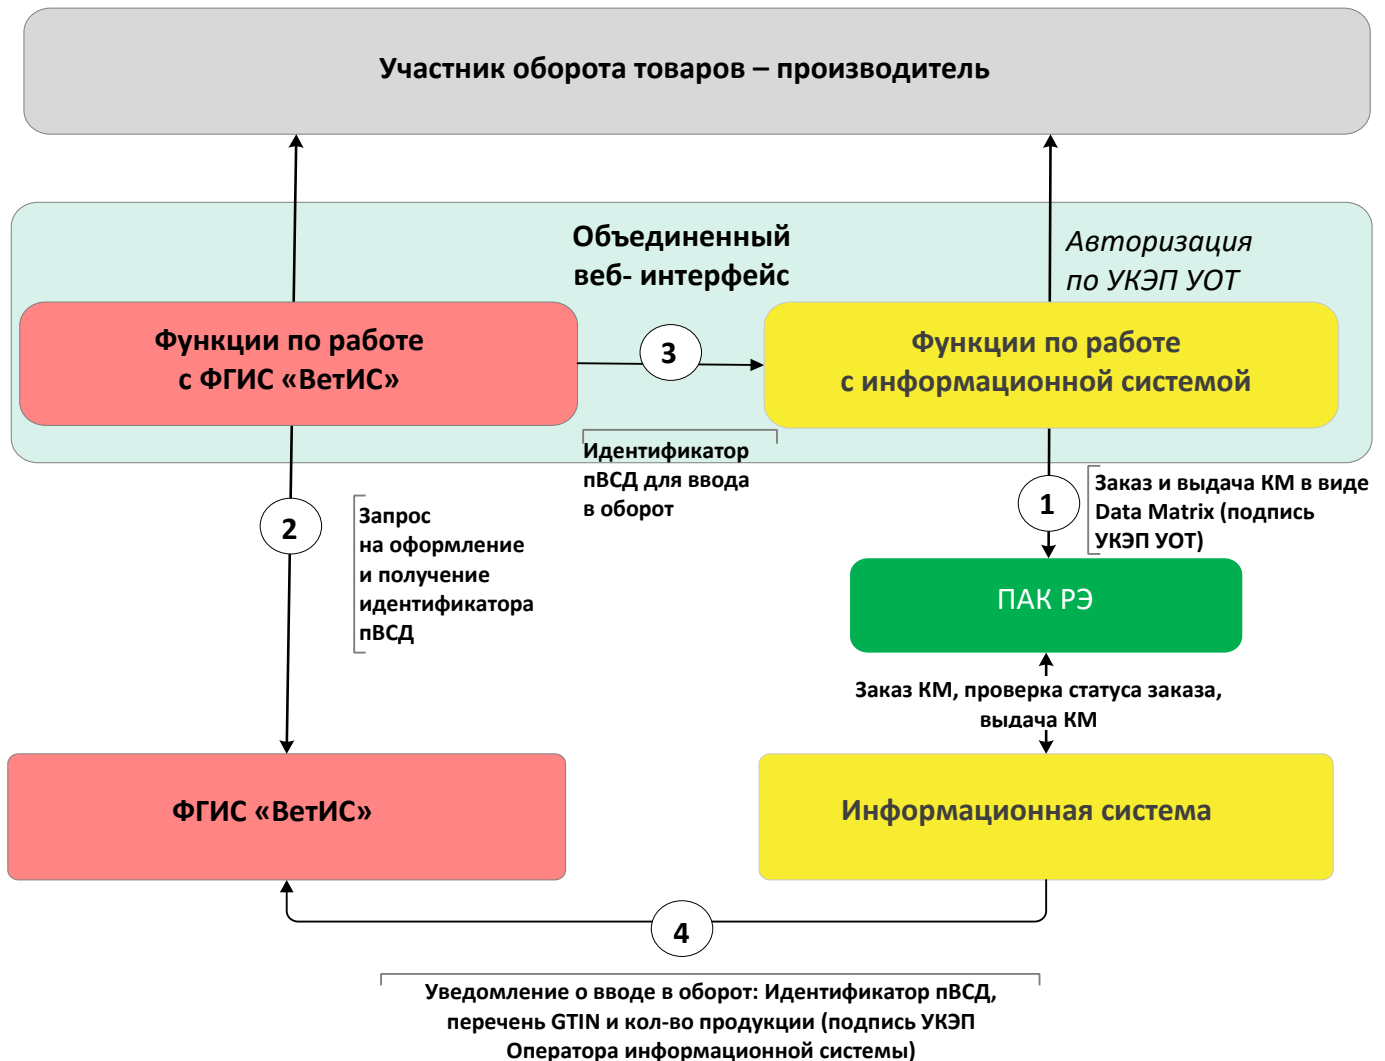 Участник оборота товаров – производитель
Объединенный
веб- интерфейс
Авторизация
по УКЭП УОТ
Функции по работе
с ФГИС «ВетИС»
3
Функции по работе
с информационной системой
Идентификатор
пВСД для ввода
в оборот
2
Запрос
на оформление
и получение
идентификатора
пВСД
1
Заказ и выдача КМ в виде
Data Matrix (подпись
УКЭП УОТ)
ПАК РЭ
Заказ КМ, проверка статуса заказа,
выдача КМ
ФГИС «ВетИС»
Информационная система
4
Уведомление о вводе в оборот: Идентификатор пВСД,
перечень GTIN и кол-во продукции (подпись УКЭП
Оператора информационной системы)